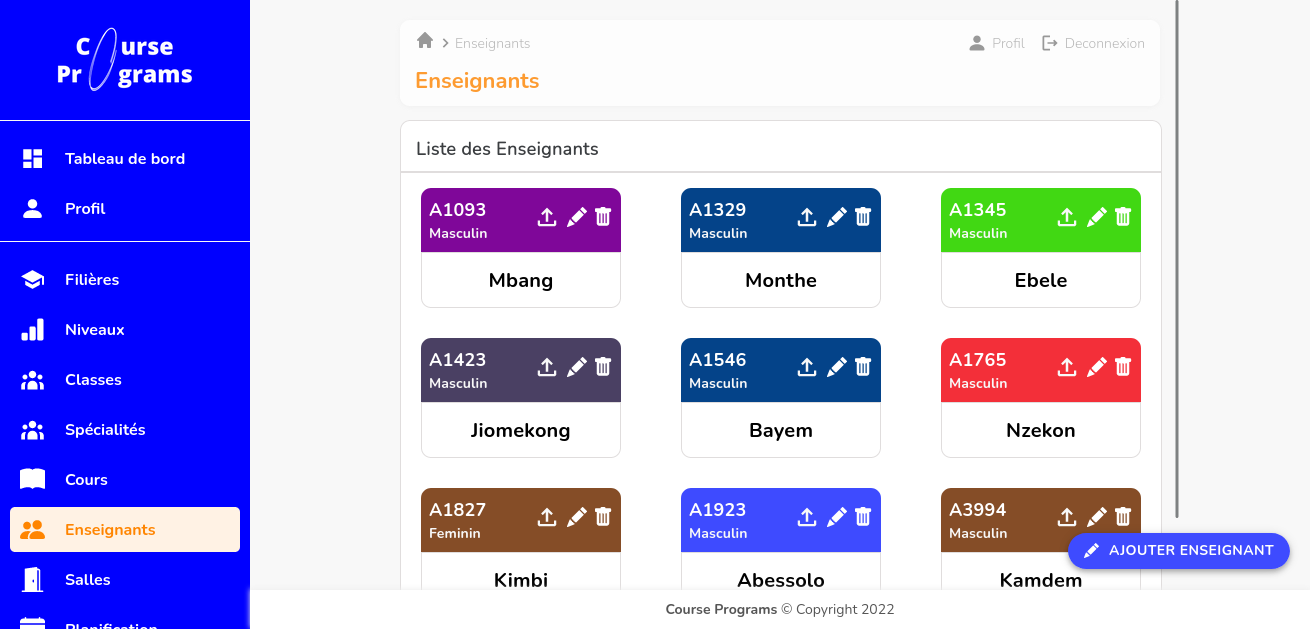 Course
Programs
Tableau de bord
Profil
Filières
Niveaux
Classes
Spécialités
Cours
Enseignants
Salles
Planification
Enseignants
Profil
Deconnexion
Enseignants
Liste des Enseignants
A1093
Masculin
Mbang
A1329
Masculin
Monthe
A1345
Masculin
Ebele
A1423
Masculin
Jiomekong
A1546
Masculin
Bayem
A1765
Masculin
Nzekon
A1827
Feminin
Kimbi
A1923
Masculin
Abessolo
A3994
Masculin
Kamdem
AJOUTER ENSEIGNANT
Course Programs © Copyright 2022